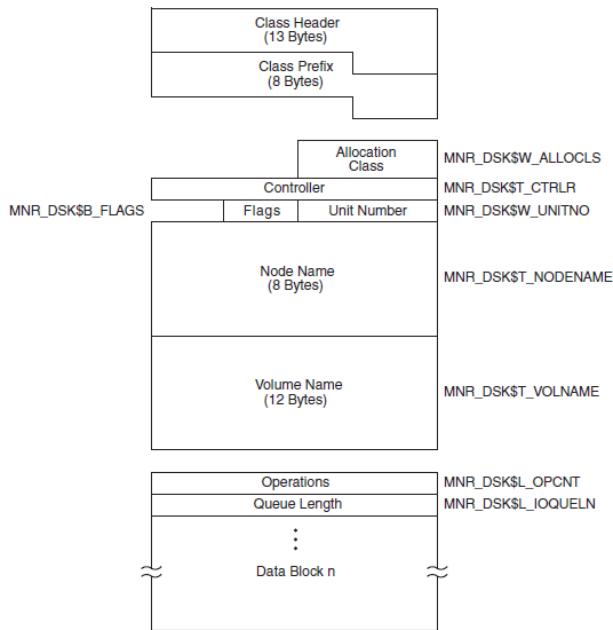 Class Header
(13 Bytes)
Class Prefix
(8 Bytes)
Allocation
Class
MNR_DSK$W_ALLOCLS
Controller
MNR_DSK$T_CTRLR
MNR_DSK$B_FLAGS
Flags
Unit Number
MNR_DSK$W_UNITNO
Node Name
(8 Bytes)
MNR_DSK$T_NODENAME
Volume Name
(12 Bytes)
MNR_DSK$T_VOLNAME
Operations
MNR_DSK$L_OPCNT
Queue Length
MNR_DSK$L_IOQUELN
Data Block n